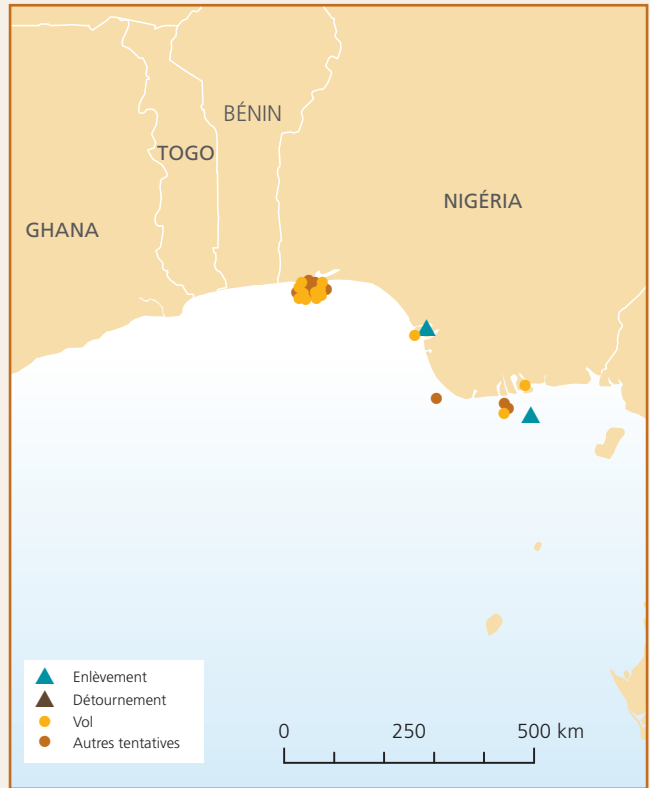 BÉNIN
TOGO
NIGÉRIA
GHANA
Enlèvement
Détournement
Vol
Autres tentatives
0 250 500 km